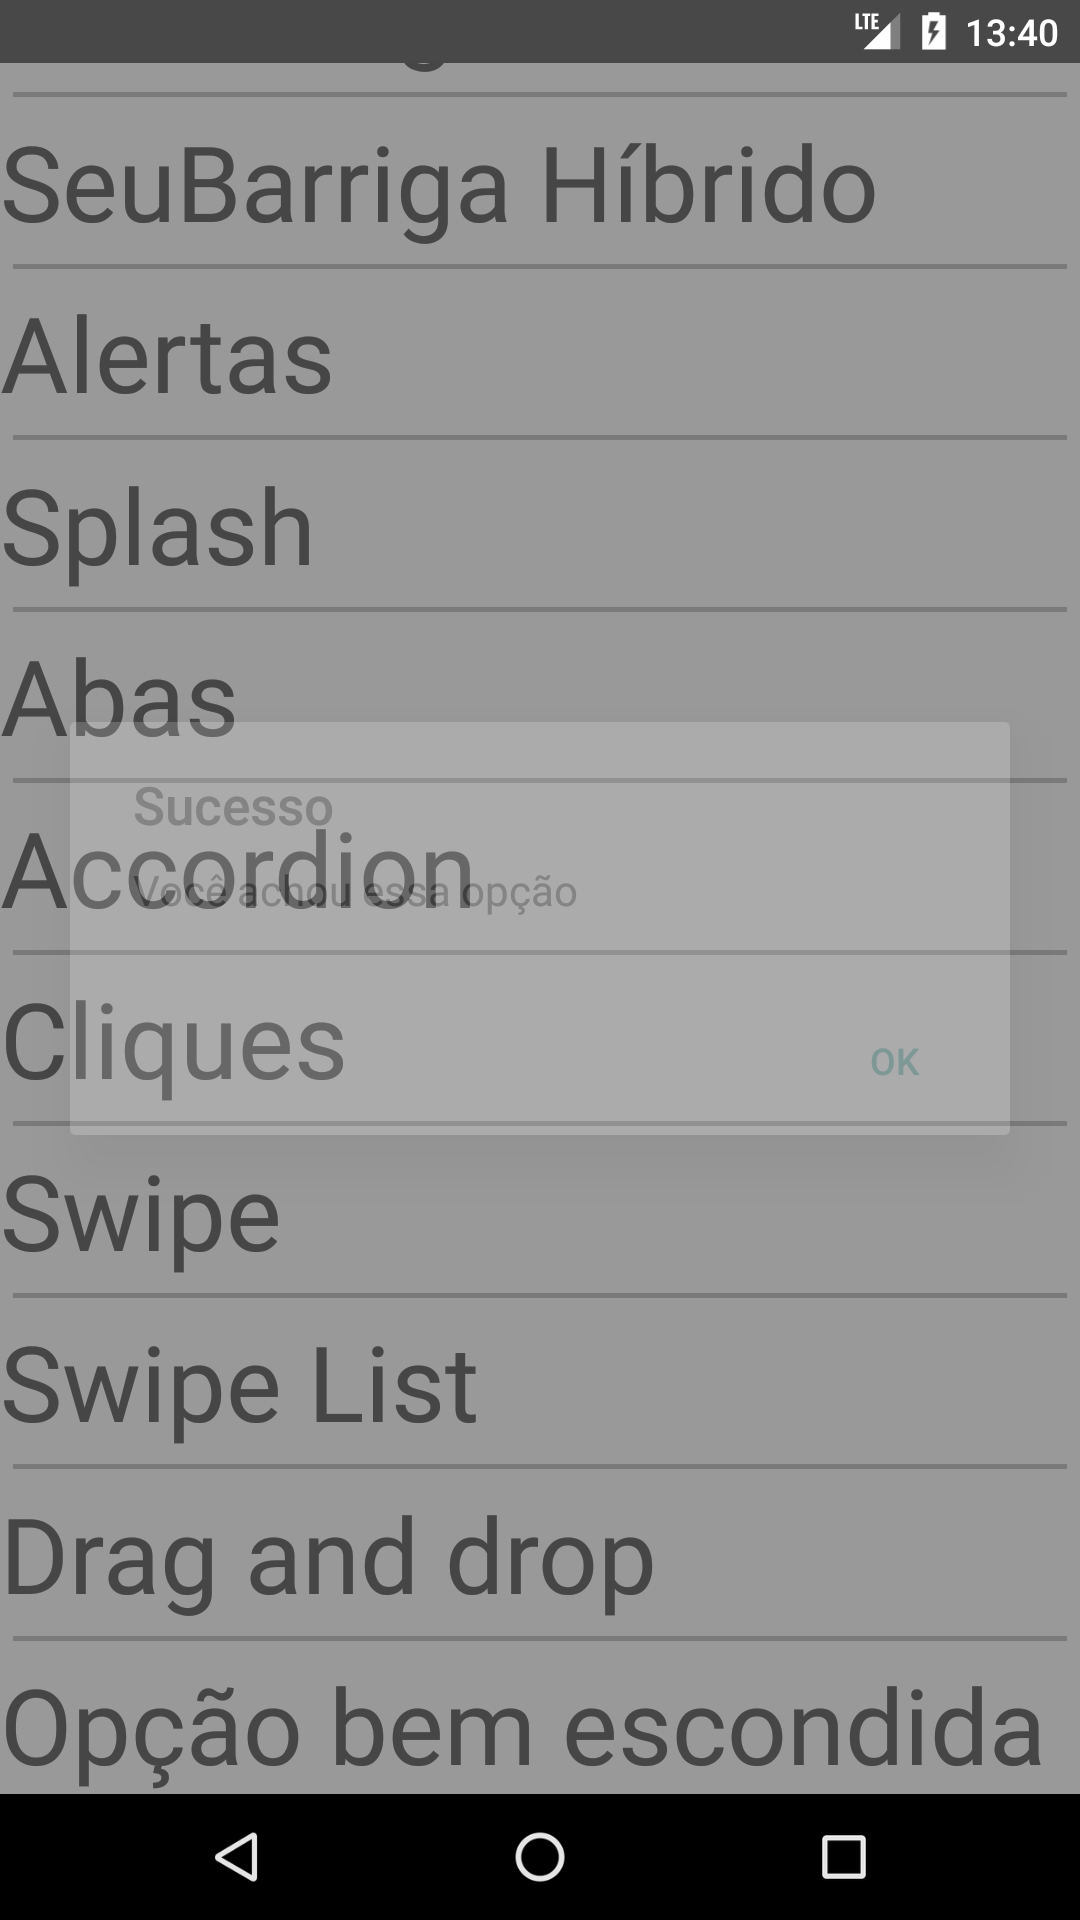 LTE 13:40
SeuBarriga Híbrido
Alertas
Splash
Abas
Sucesso
Accordion
Você achou essa opção
Cliques
OK
Swipe
Swipe List
Drag and drop
Opção bem escondida